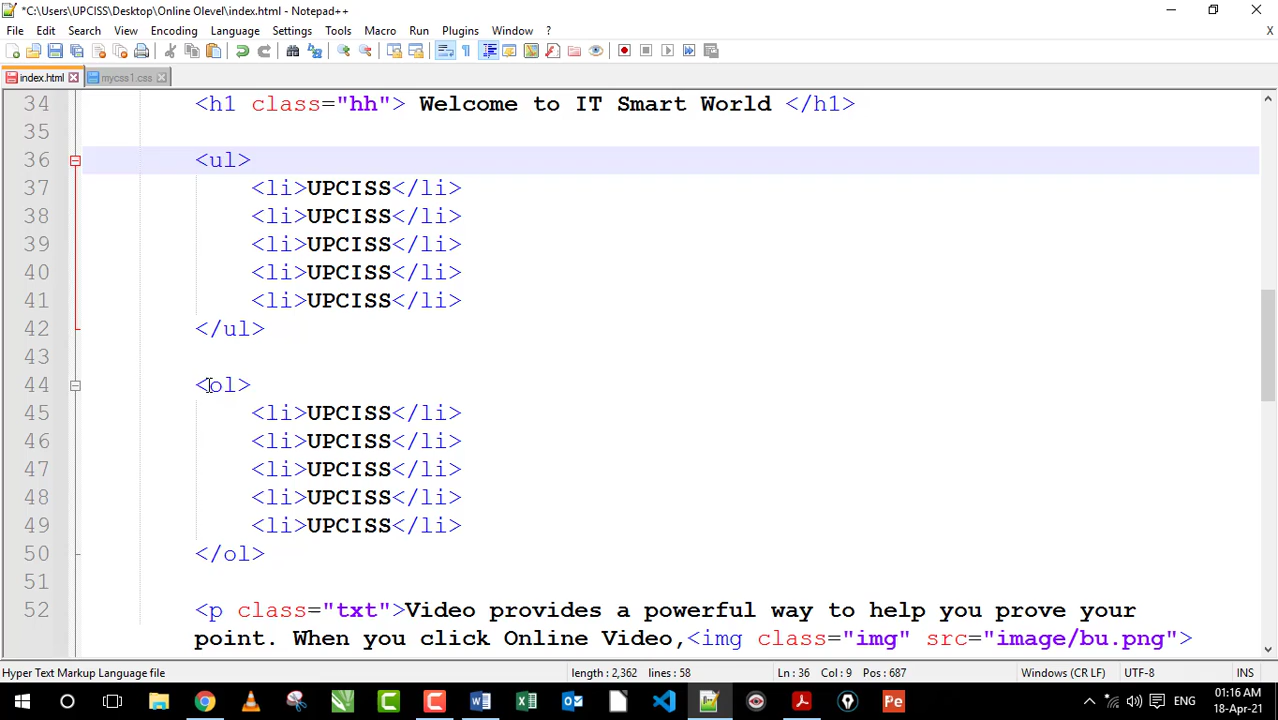 *C:\Users\UPCISS\Desktop\Online Olevel\index.html - Notepad++
File Edit Search View Encoding Language Settings Tools Macro Run Plugins Window ?
X
index.html mycss1.css
34 <h1 class="hh"> Welcome to IT Smart World </h1>
35
36 <ul>
37 <li>UPCISS</li>
38 <li>UPCISS</li>
39 <li>UPCISS</li>
40 <li>UPCISS</li>
41 <li>UPCISS</li>
42 </ul>
43
44 <ol>
45 <li>UPCISS</li>
46 <li>UPCISS</li>
47 <li>UPCISS</li>
48 <li>UPCISS</li>
49 <li>UPCISS</li>
50 </ol>
51
52 <p class="txt">Video provides a powerful way to help you prove your
point. When you click Online Video,<img class="img" src="image/bu.png">
Hyper Text Markup Language file length : 2,362 lines : 58 Ln : 36 Col : 9 Pos : 687 Windows (CR LF) UTF-8 INS
ENG 01:16 AM
18-Apr-21